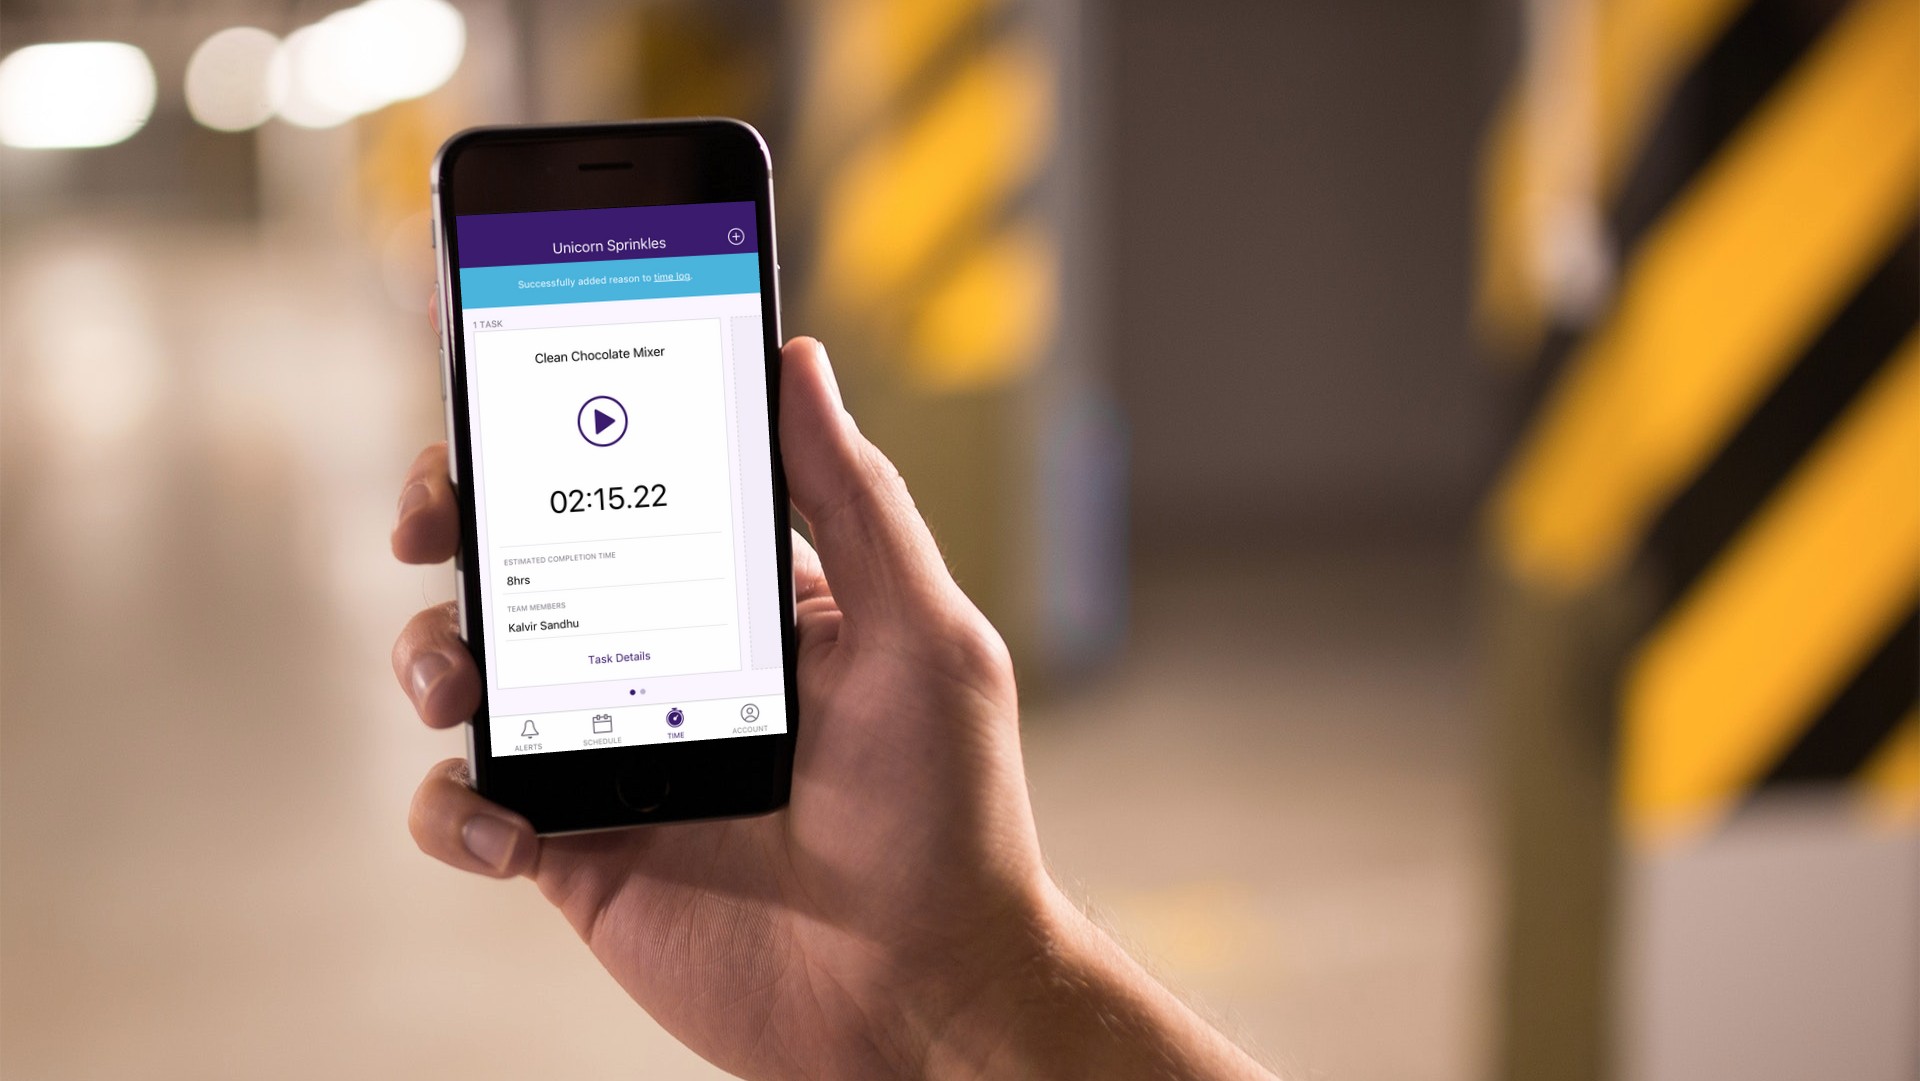 Unicorn Sprinkles
Successfully added reason to time log.
1 TASK
Clean Chocolate Mixer
02:15.22
ESTIMATED COMPLETION TIME
8hrs
TEAM MEMBERS
Kalvir Sandhu
Task Details
ALERTS
SCHEDULE
TIME
ACCOUNT